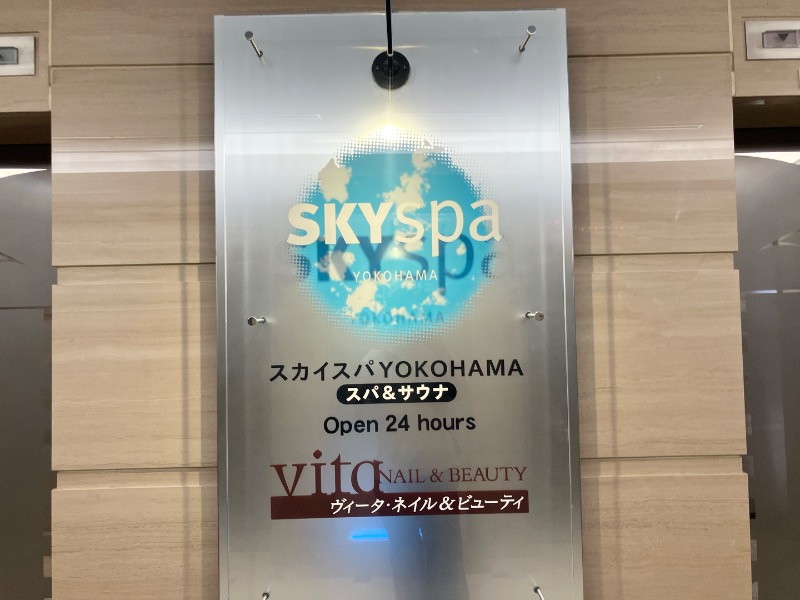 SKYspa
YOKOHAMA
スカイスパYOKOHAMA
スパ&サウナ
Open 24 hours
vita NAIL & BEAUTY
ヴィータ・ネイル&ビューティ